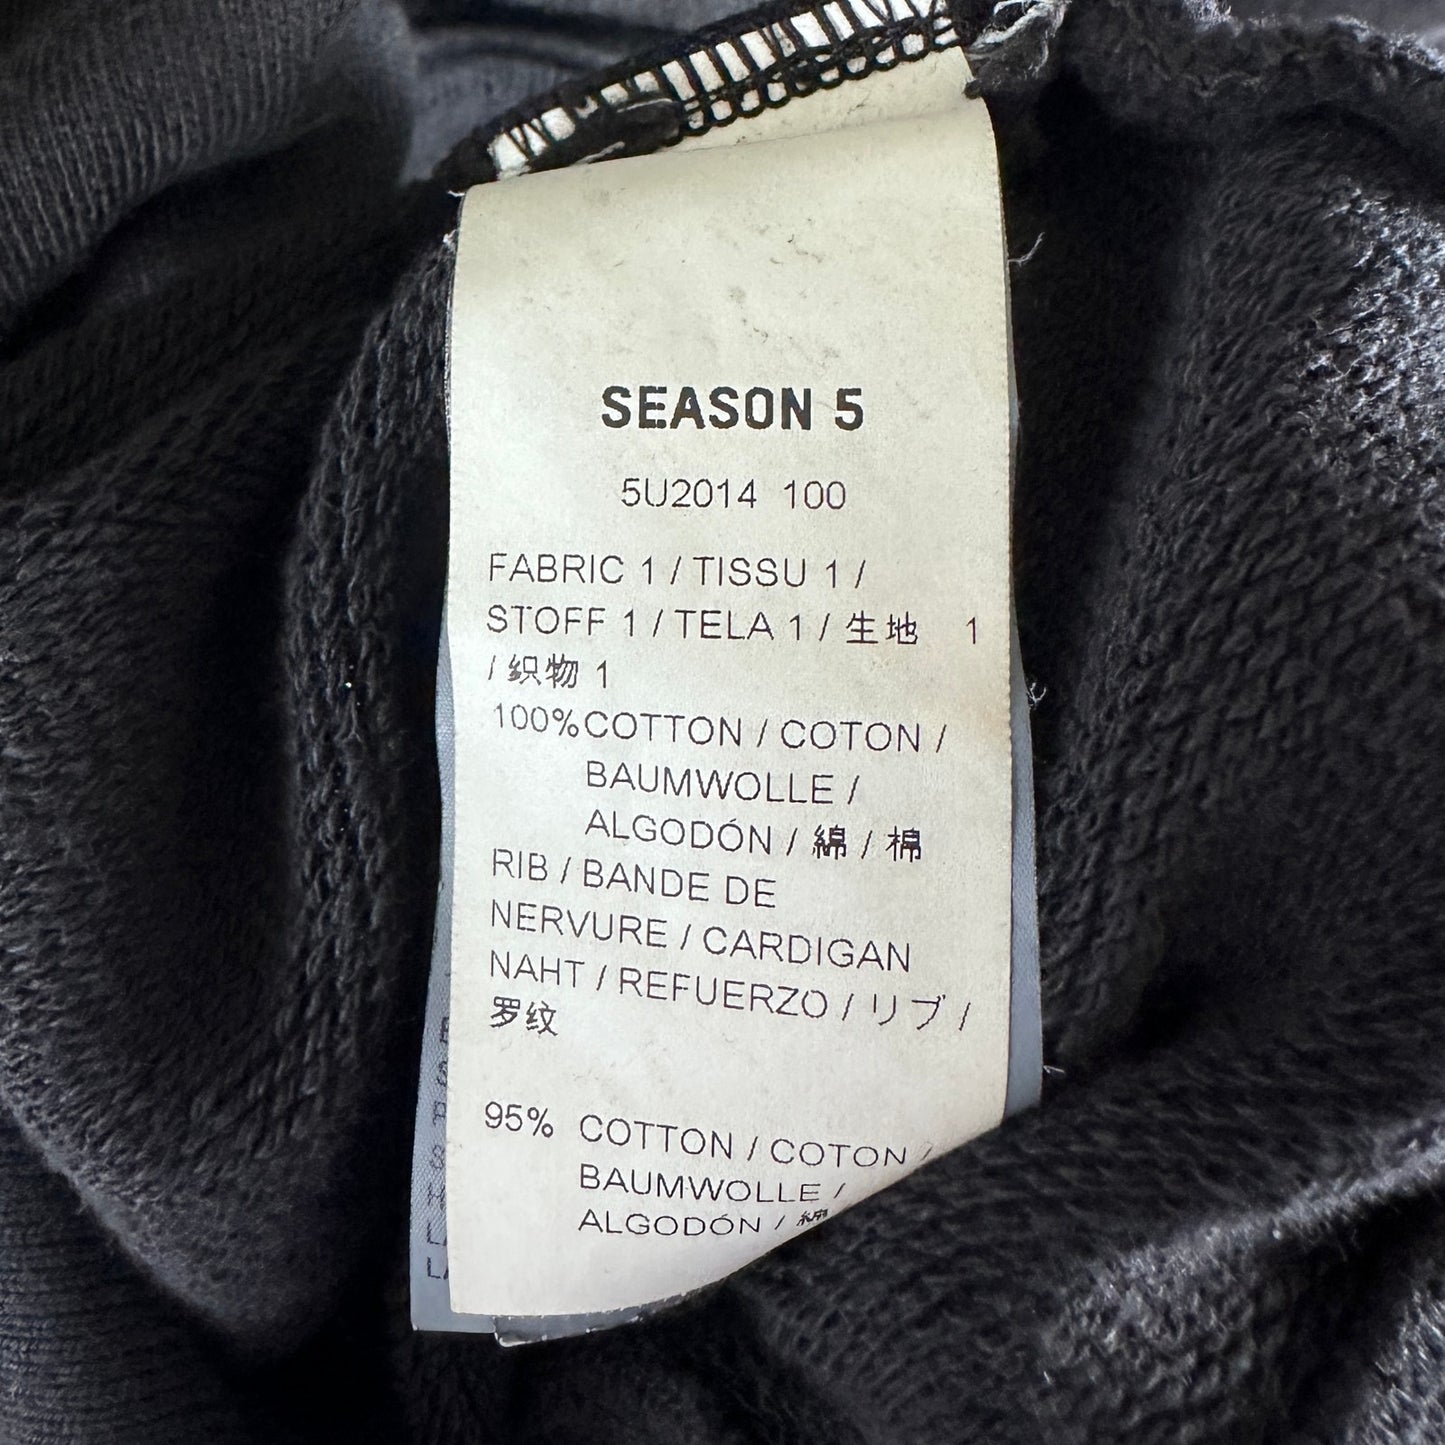 SEASON 5
5U2014 100
FABRIC 1 / TISSU 1 /
STOFF 1 / TELA 1 / 生地 1
/ 织物 1
100%COTTON / COTON /
BAUMWOLLE /
ALGODÓN / 綿 / 棉
RIB / BANDE DE
NERVURE / CARDIGAN
NAHT / REFUERZO / リブ /
罗纹
95% COTTON / COTON /
BAUMWOLLE /
ALGODÓN /